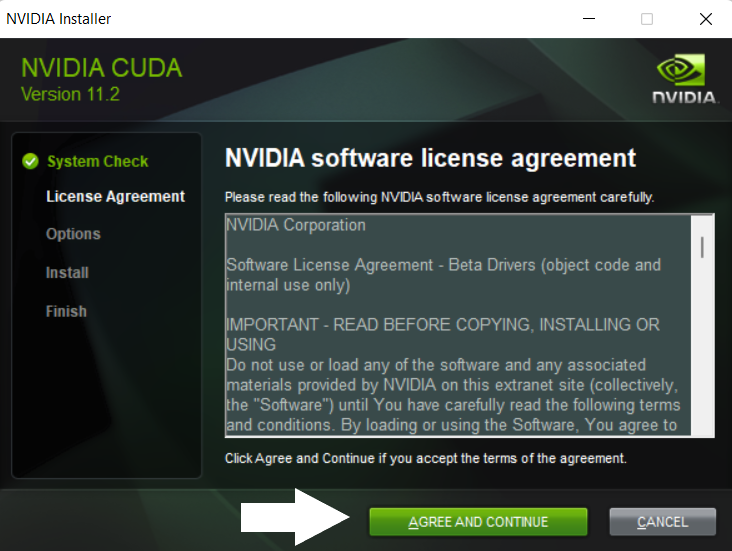 NVIDIA Installer
NVIDIA CUDA
Version 11.2
NVIDIA.
System Check
License Agreement
Options
Install
Finish
NVIDIA software license agreement
Please read the following NVIDIA software license agreement carefully.
NVIDIA Corporation
Software License Agreement - Beta Drivers (object code and
internal use only)
IMPORTANT - READ BEFORE COPYING, INSTALLING OR
USING
Do not use or load any of the software and any associated
materials provided by NVIDIA on this extranet site (collectively,
the "Software") until You have carefully read the following terms
and conditions. By loading or using the Software, You agree to
Click Agree and Continue if you accept the terms of the agreement.
AGREE AND CONTINUE
CANCEL